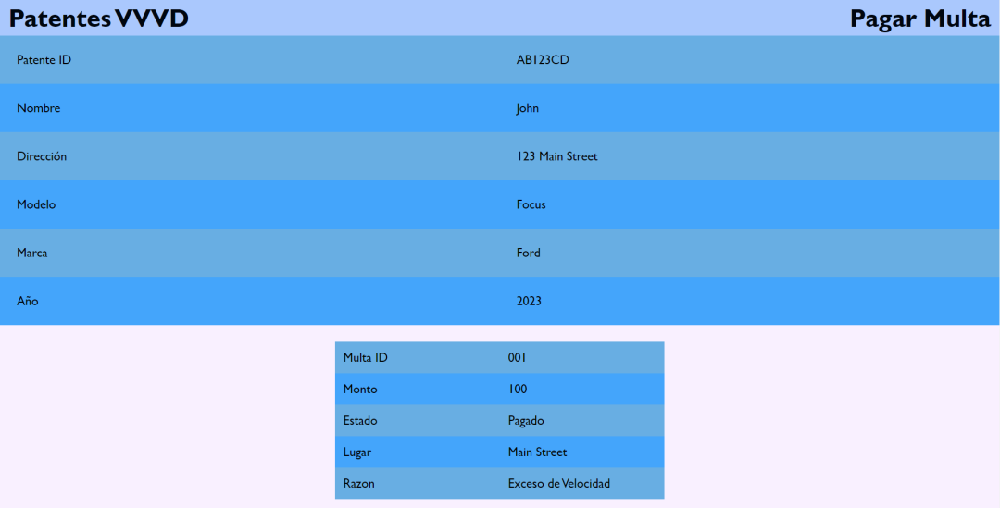 Patentes VVVD Pagar Multa
Patente ID AB123CD
Nombre John
Dirección 123 Main Street
Modelo Focus
Marca Ford
Año 2023
Multa ID 001
Monto 100
Estado Pagado
Lugar Main Street
Razon Exceso de Velocidad